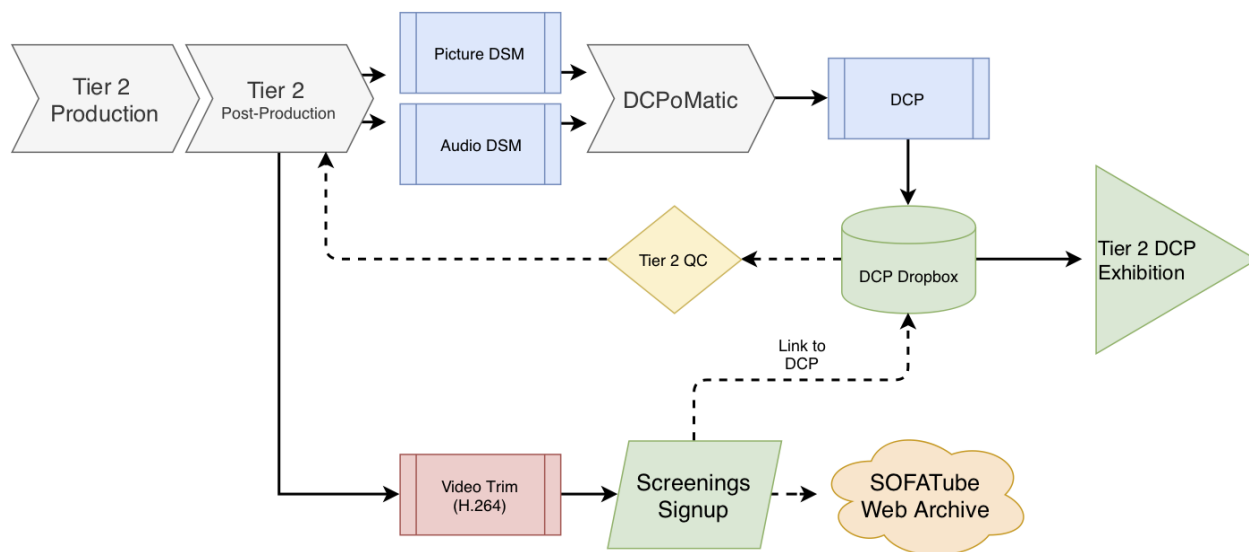 Tier 2
Production
Tier 2
Post-Production
Picture DSM
Audio DSM
DCPoMatic
DCP
Tier 2 QC
DCP Dropbox
Tier 2 DCP
Exhibition
Link to
DCP
Video Trim
(H.264)
Screenings
Signup
SOFATube
Web Archive